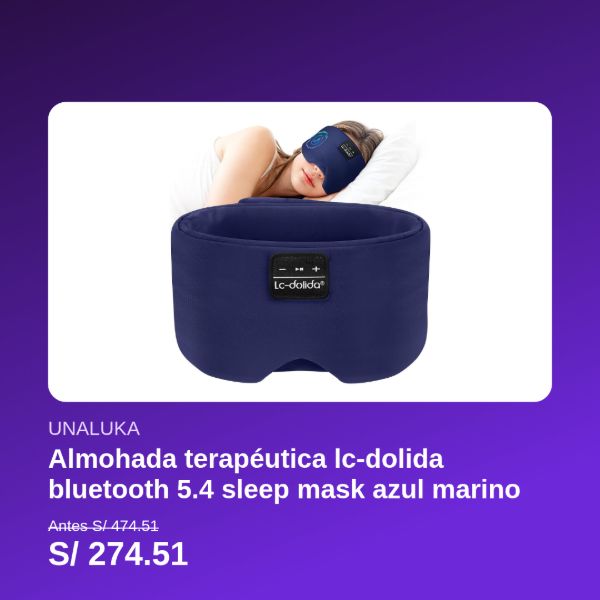 Lc-dolida®
UNALUKA
Almohada terapéutica lc-dolida
bluetooth 5.4 sleep mask azul marino
Antes S/ 474.51
S/ 274.51